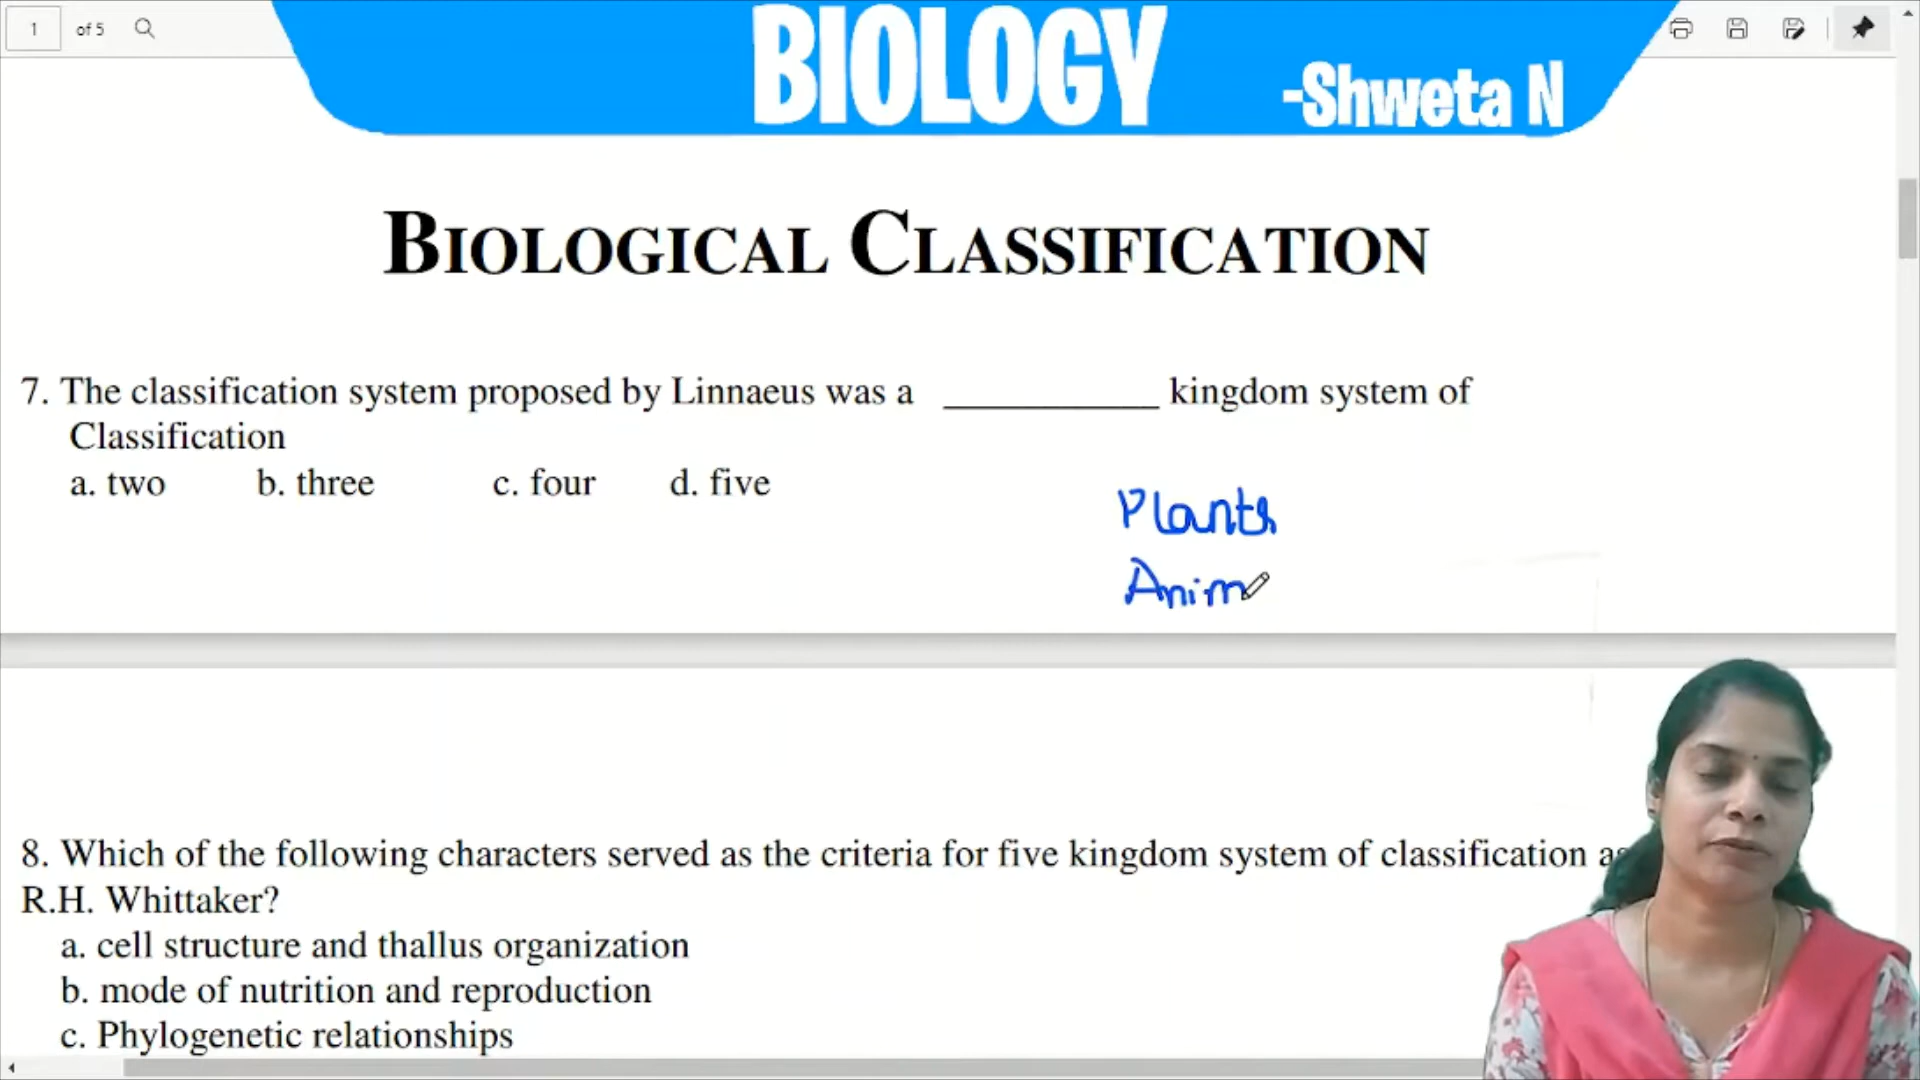 1 of 5
BIOLOGY
-Shweta N
BIOLOGICAL CLASSIFICATION
7. The classification system proposed by Linnaeus was a ___________ kingdom system of
Classification
a. two b. three c. four d. five
Plants
Anim
8. Which of the following characters served as the criteria for five kingdom system of classification
R.H. Whittaker?
a. cell structure and thallus organization
b. mode of nutrition and reproduction
c. Phylogenetic relationships